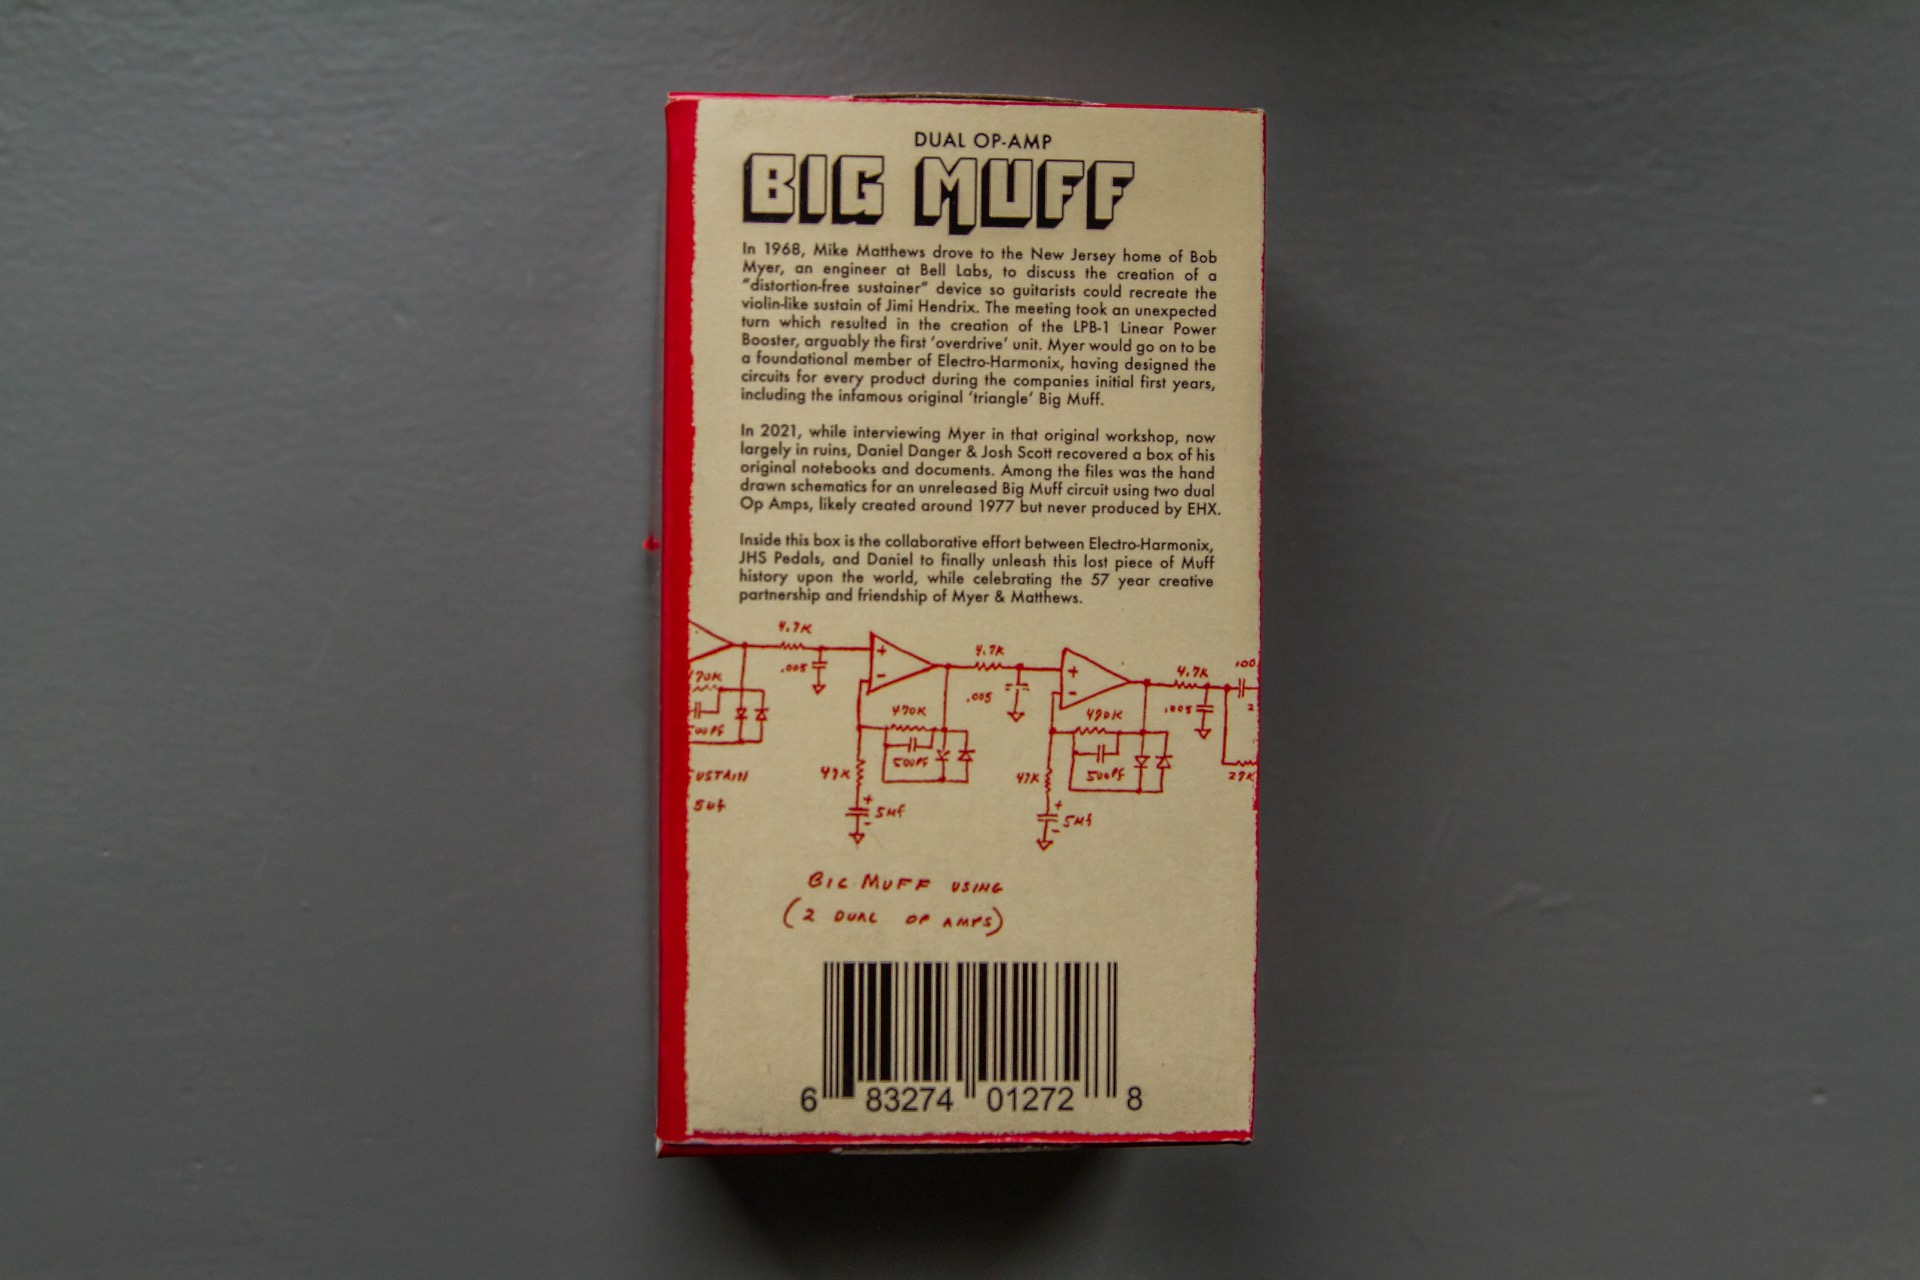 DUAL OP-AMP
BIG MUFF
In 1968, Mike Matthews drove to the New Jersey home of Bob
Myer, an engineer at Bell Labs, to discuss the creation of a
"distortion-free sustainer" device so guitarists could recreate the
violin-like sustain of Jimi Hendrix. The meeting took an unexpected
turn which resulted in the creation of the LPB-1 Linear Power
Booster, arguably the first 'overdrive' unit. Myer would go on to be
a foundational member of Electro-Harmonix, having designed the
circuits for every product during the companies initial first years,
including the infamous original 'triangle' Big Muff.
In 2021, while interviewing Myer in that original workshop, now
largely in ruins, Daniel Danger & Josh Scott recovered a box of his
original notebooks and documents. Among the files was the hand
drawn schematics for an unreleased Big Muff circuit using two dual
Op Amps, likely created around 1977 but never produced by EHX.
Inside this box is the collaborative effort between Electro-Harmonix,
JHS Pedals, and Daniel to finally unleash this lost piece of Muff
history upon the world, while celebrating the 57 year creative
partnership and friendship of Myer & Matthews.
4.7K 4.7K 4.7K .00
.005 .005 .005 2
70K 470K 470K
500PF 500PF 500PF
USTAIN 47K 47K 27K
5uf + 5uf + 5uf
BIG MUFF USING
(2 DUAL OP AMPS)
6 83274 01272 8